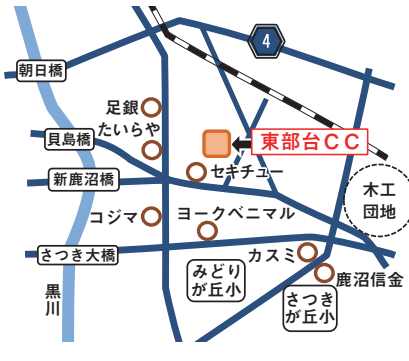 4
朝日橋
足銀
たいらや
貝島橋
東部台CC
セキチュー
新鹿沼橋
木工
団地
コジマ
ヨークベニマル
さつき大橋
カスミ
みどり
が丘小
鹿沼信金
黒川
さつき
が丘小